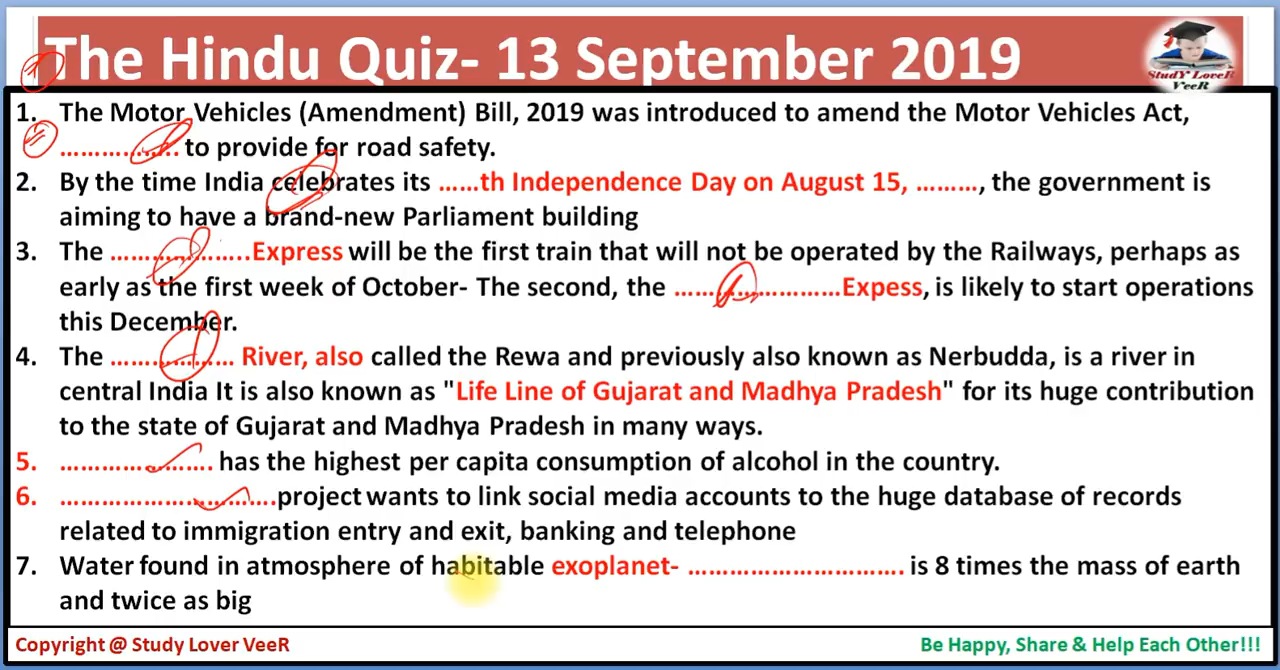 The Hindu Quiz- 13 September 2019
StudY LoveR
VeeR
1. The Motor Vehicles (Amendment) Bill, 2019 was introduced to amend the Motor Vehicles Act,
.................. to provide for road safety.
2. By the time India celebrates its ......th Independence Day on August 15, ........., the government is
aiming to have a brand-new Parliament building
3. The .....................Express will be the first train that will not be operated by the Railways, perhaps as
early as the first week of October- The second, the .........................Expess, is likely to start operations
this December.
4. The .................. River, also called the Rewa and previously also known as Nerbudda, is a river in
central India It is also known as "Life Line of Gujarat and Madhya Pradesh" for its huge contribution
to the state of Gujarat and Madhya Pradesh in many ways.
5. ...................... has the highest per capita consumption of alcohol in the country.
6. ...............................project wants to link social media accounts to the huge database of records
related to immigration entry and exit, banking and telephone
7. Water found in atmosphere of habitable exoplanet- ............................... is 8 times the mass of earth
and twice as big
Copyright @ Study Lover VeeR
Be Happy, Share & Help Each Other!!!